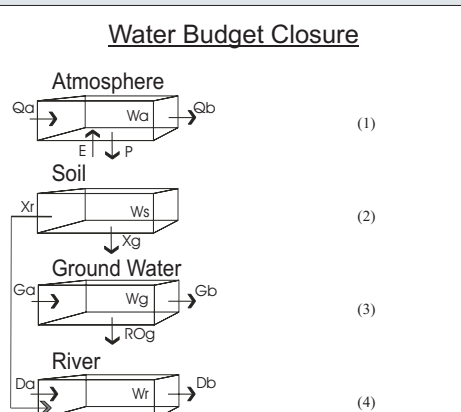 Water Budget Closure
Atmosphere
Qa Wa Qb
(1)
E P
Soil
Xr Ws
(2)
Xg
Ground Water
Ga Wg Gb
(3)
ROg
River
Da Wr Db
(4)